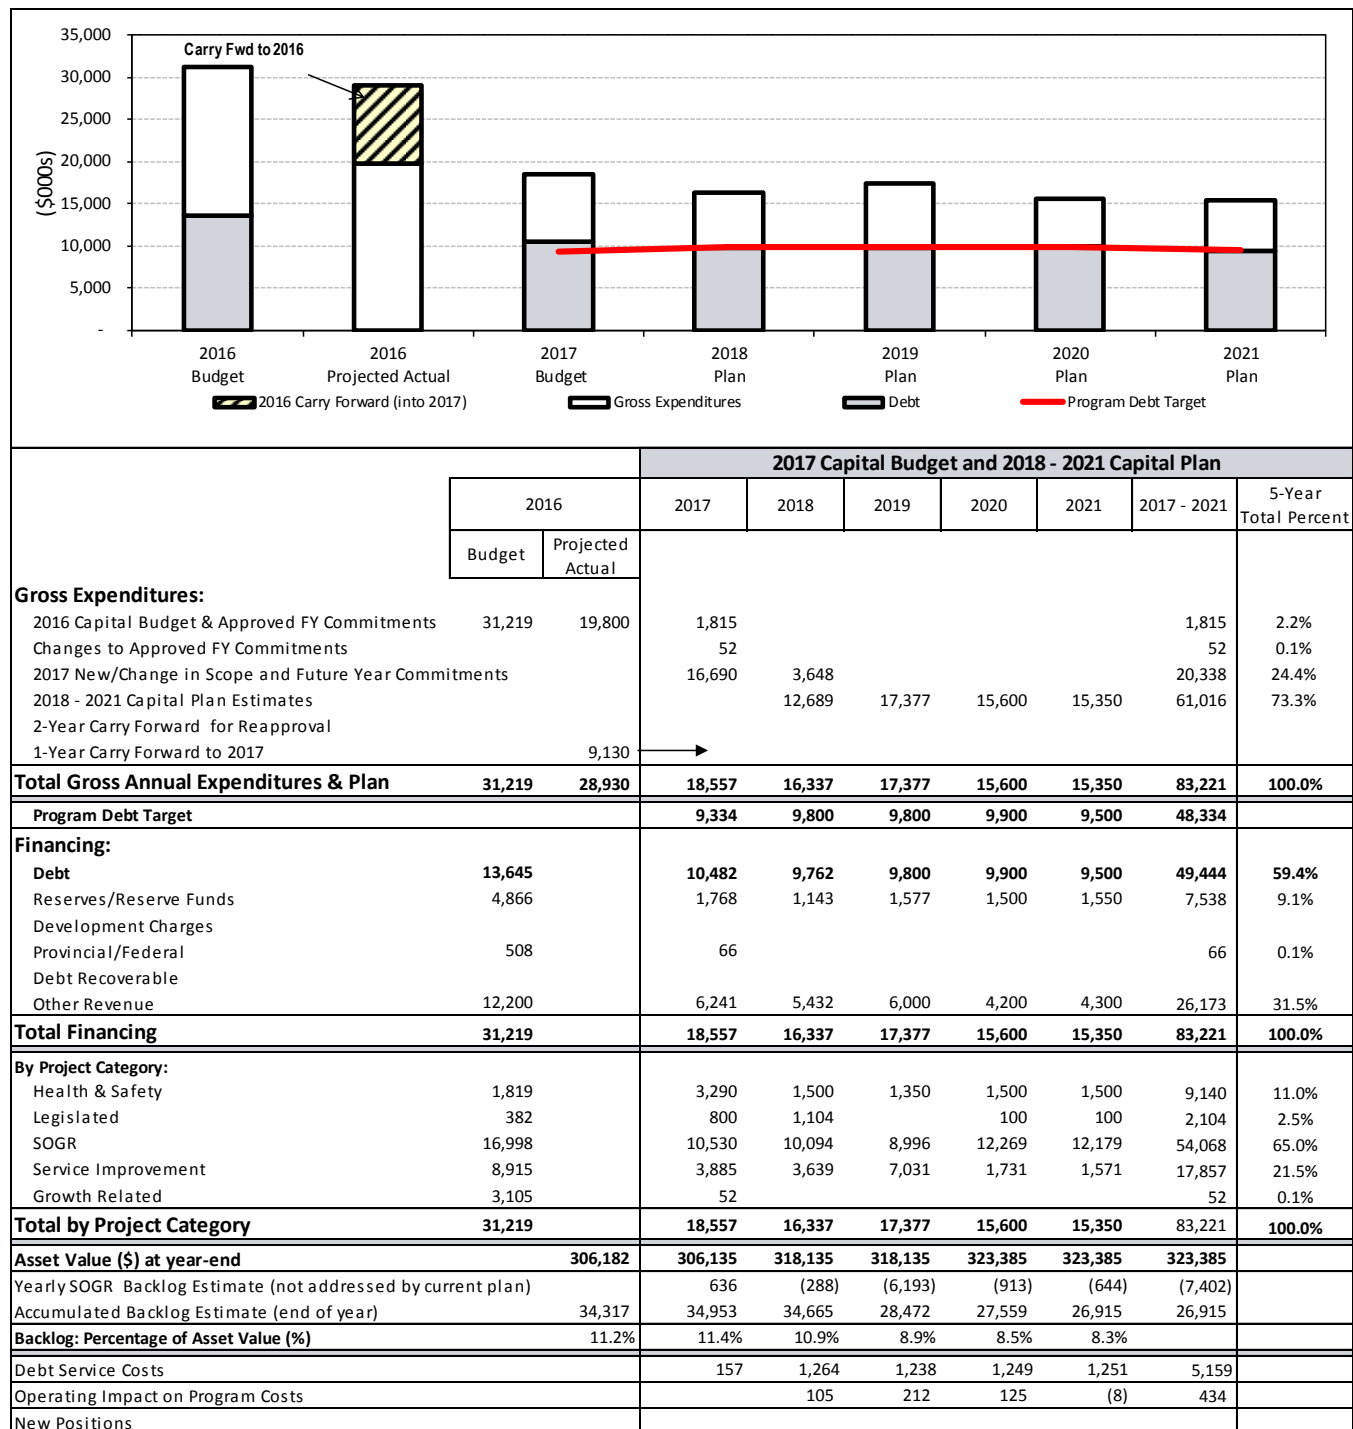 35,000
30,000
25,000
20,000
15,000
10,000
5,000
-
($000s)
Carry Fwd to 2016
2016 2016 2017 2018 2019 2020 2021
Budget Projected Actual Budget Plan Plan Plan Plan
2016 Carry Forward (into 2017) Gross Expenditures Debt Program Debt Target
2017 Capital Budget and 2018 - 2021 Capital Plan
2016 2017 2018 2019 2020 2021 2017 - 2021 5-Year Total Percent
Budget Projected Actual
Gross Expenditures:
2016 Capital Budget & Approved FY Commitments 31,219 19,800 1,815 1,815 2.2%
Changes to Approved FY Commitments 52 52 0.1%
2017 New/Change in Scope and Future Year Commitments 16,690 3,648 20,338 24.4%
2018 - 2021 Capital Plan Estimates 12,689 17,377 15,600 15,350 61,016 73.3%
2-Year Carry Forward for Reapproval
1-Year Carry Forward to 2017 9,130
Total Gross Annual Expenditures & Plan 31,219 28,930 18,557 16,337 17,377 15,600 15,350 83,221 100.0%
Program Debt Target 9,334 9,800 9,800 9,900 9,500 48,334
Financing:
Debt 13,645 10,482 9,762 9,800 9,900 9,500 49,444 59.4%
Reserves/Reserve Funds 4,866 1,768 1,143 1,577 1,500 1,550 7,538 9.1%
Development Charges
Provincial/Federal 508 66 66 0.1%
Debt Recoverable
Other Revenue 12,200 6,241 5,432 6,000 4,200 4,300 26,173 31.5%
Total Financing 31,219 18,557 16,337 17,377 15,600 15,350 83,221 100.0%
By Project Category:
Health & Safety 1,819 3,290 1,500 1,350 1,500 1,500 9,140 11.0%
Legislated 382 800 1,104 100 100 2,104 2.5%
SOGR 16,998 10,530 10,094 8,996 12,269 12,179 54,068 65.0%
Service Improvement 8,915 3,885 3,639 7,031 1,731 1,571 17,857 21.5%
Growth Related 3,105 52 52 0.1%
Total by Project Category 31,219 18,557 16,337 17,377 15,600 15,350 83,221 100.0%
Asset Value ($) at year-end 306,182 306,135 318,135 318,135 323,385 323,385 323,385
Yearly SOGR Backlog Estimate (not addressed by current plan) 636 (288) (6,193) (913) (644) (7,402)
Accumulated Backlog Estimate (end of year) 34,317 34,953 34,665 28,472 27,559 26,915 26,915
Backlog: Percentage of Asset Value (%) 11.2% 11.4% 10.9% 8.9% 8.5% 8.3%
Debt Service Costs 157 1,264 1,238 1,249 1,251 5,159
Operating Impact on Program Costs 105 212 125 (8) 434
New Positions